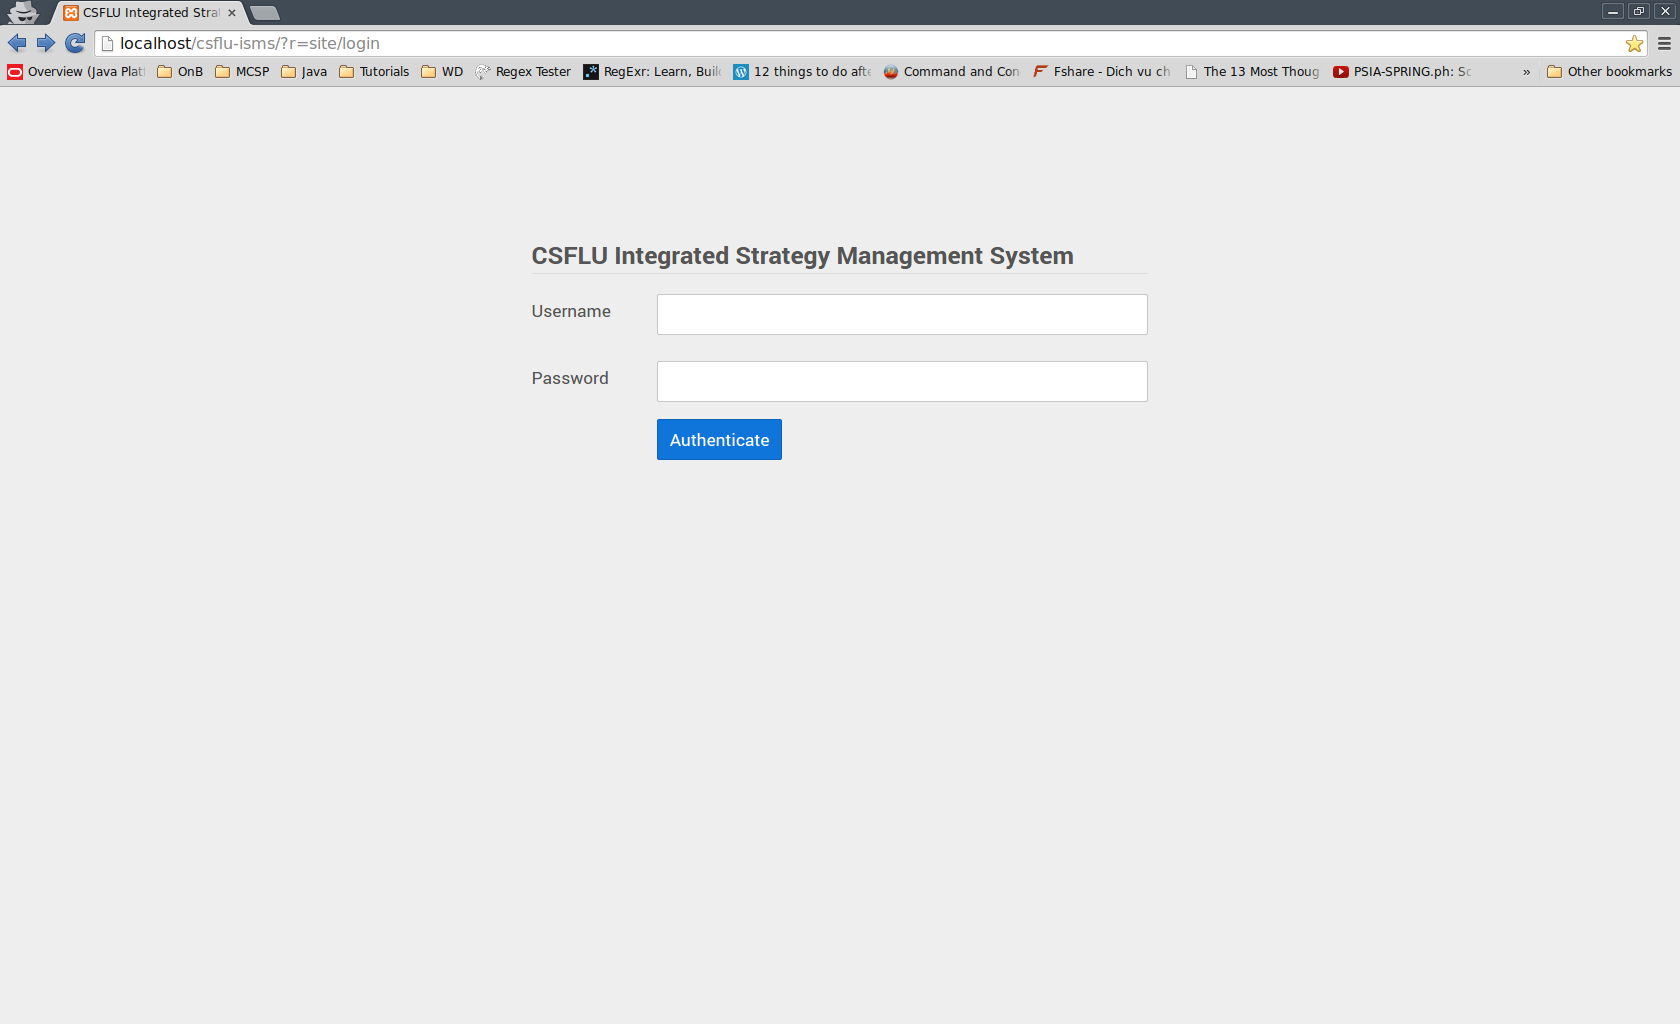 CSFLU Integrated Stra
localhost/csflu-isms/?r=site/login
Overview (Java Plat OnB MCSP Java Tutorials WD Regex Tester RegExr: Learn, Buil 12 things to do afte Command and Con Fshare - Dich vu ch The 13 Most Thoug PSIA-SPRING.ph: Sc » Other bookmarks
CSFLU Integrated Strategy Management System
Username
Password
Authenticate